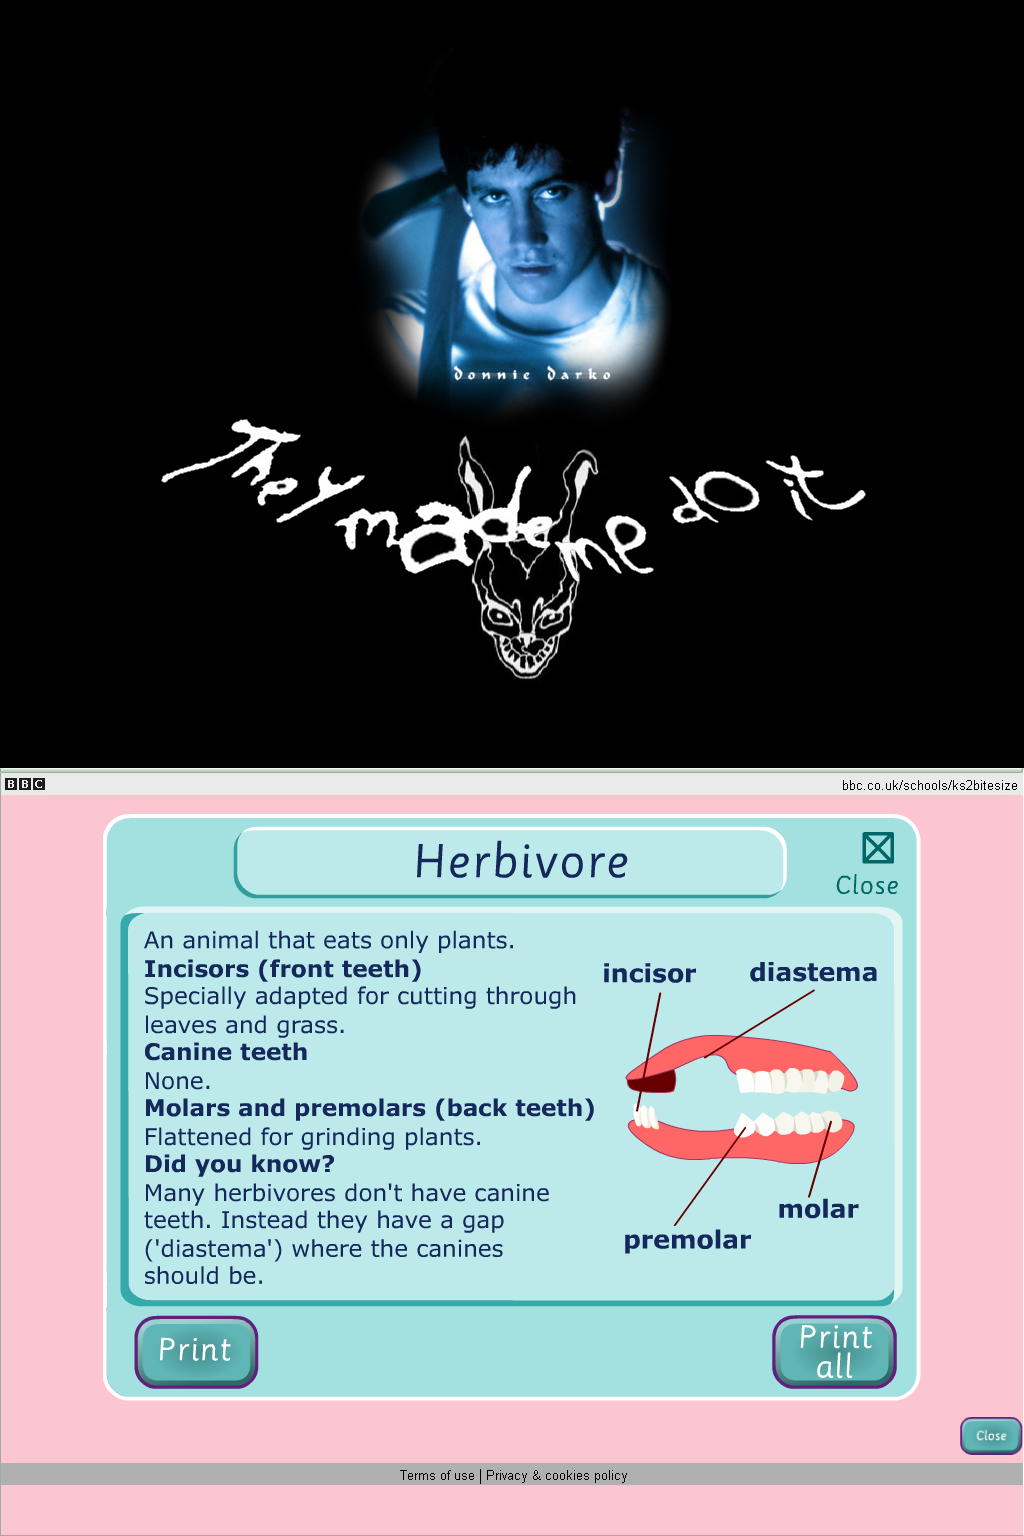 donnie darko
They made me do it
BBC
bbc.co.uk/schools/ks2bitesize
Herbivore
Close
An animal that eats only plants.
Incisors (front teeth)
Specially adapted for cutting through
leaves and grass.
Canine teeth
None.
Molars and premolars (back teeth)
Flattened for grinding plants.
Did you know?
Many herbivores don't have canine
teeth. Instead they have a gap
('diastema') where the canines
should be.
incisor
diastema
molar
premolar
Print
Print
all
Close
Terms of use | Privacy & cookies policy